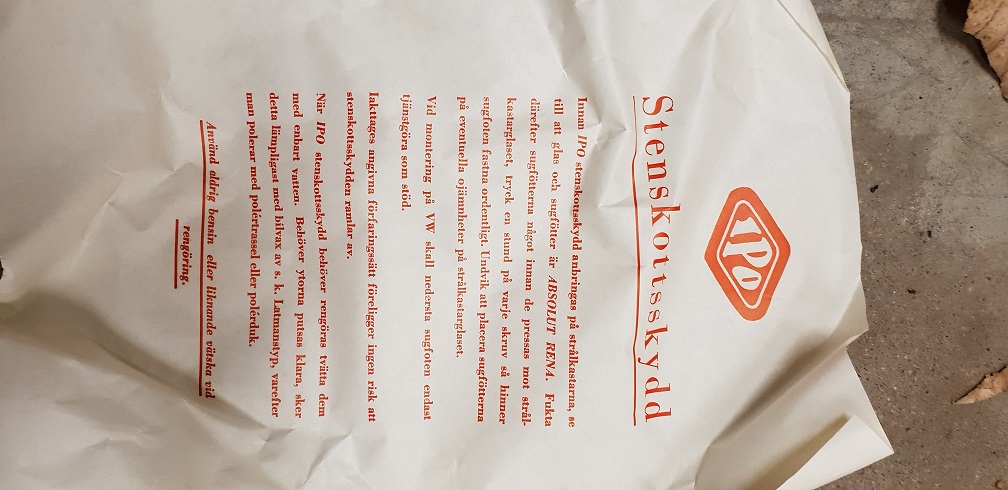 IPO
Stenskottsskydd
Innan IPO stenskottsskydd anbringas på strålkastarna, se
till att glas och sugfötter är ABSOLUT RENA. Fukta
därefter sugfötterna något innan de pressas mot strål-
kastarglaset, tryck en stund på varje skruv så hinner
sugfoten fastna ordentligt. Undvik att placera sugfötterna
på eventuella ojämnheter på strålkastarglaset.
Vid montering på VW skall nedersta sugfoten endast
tjänstgöra som stöd.
Iakttages angivna förfaringssätt föreligger ingen risk att
stenskottsskydden ramlar av.
När IPO stenskottsskydd behöver rengöras tvätta dem
med enbart vatten. Behöver ytorna putsas klara, sker
detta lämpligast med bilvax av s. k. Latmanstyp, varefter
man polerar med polértrassel eller polérduk.
Använd aldrig bensin eller liknande vätska vid
rengöring.